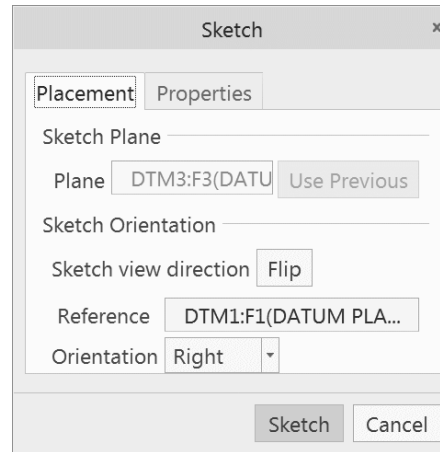 Sketch
Placement Properties
Sketch Plane
Plane DTM3:F3(DATU Use Previous
Sketch Orientation
Sketch view direction Flip
Reference DTM1:F1(DATUM PLA...
Orientation Right
Sketch Cancel